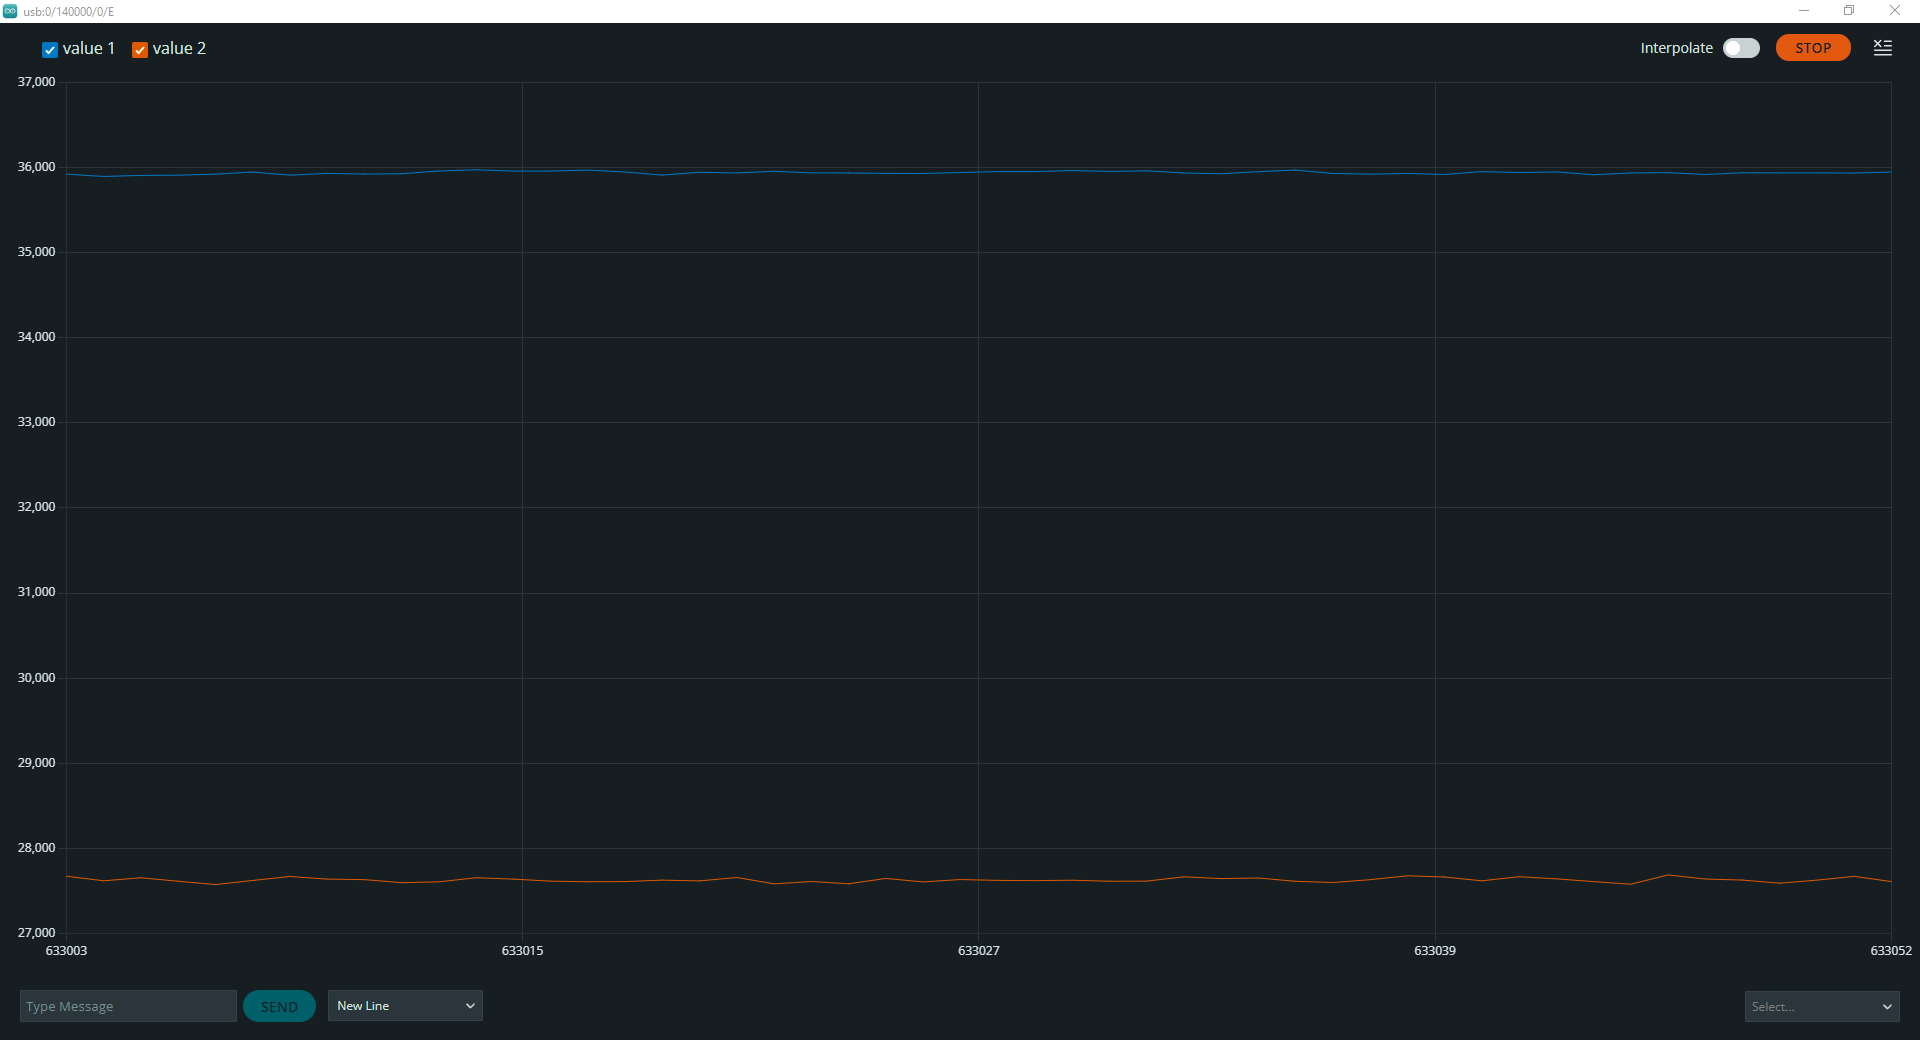 usb:0/140000/0/E
value 1 value 2 Interpolate STOP
37,000
36,000
35,000
34,000
33,000
32,000
31,000
30,000
29,000
28,000
27,000
633003 633015 633027 633039 633052
Type Message SEND New Line Select...